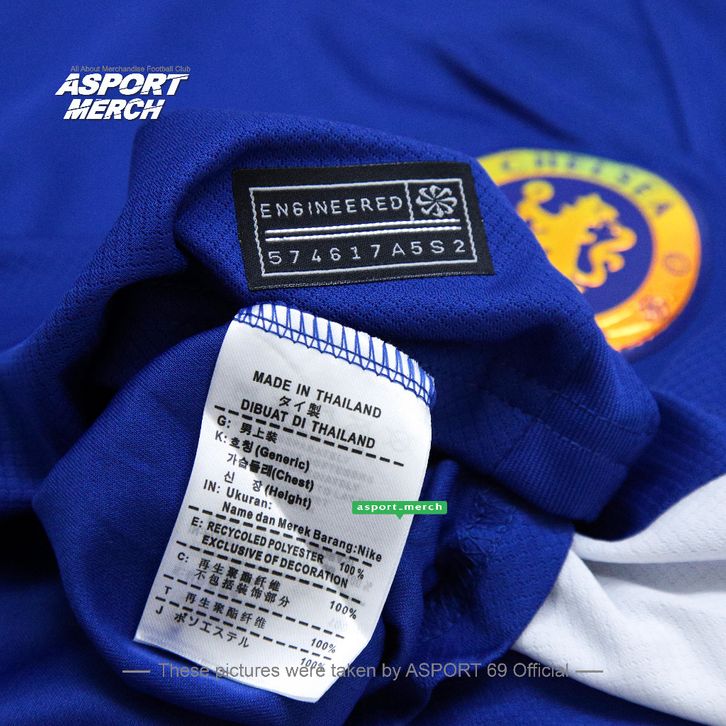 All About Merchandise Football Club
ASPORT
MERCH
CHELSEA
ENGINEERED
574617A5S2
MADE IN THAILAND
タイ製
DIBUAT DI THAILAND
G: 男上装
K: 호칭(Generic)
가슴둘레(Chest)
신 장(Height)
IN: Ukuran:
Name dan Merek Barang:Nike
asport_merch
E: RECYCOLED POLYESTER 100%
EXCLUSIVE OF DECORATION
C: 再生聚酯纤维
不包括装饰部分 100%
T 再生聚酯纤维 100%
J ポリエステル 100%
These pictures were taken by ASPORT 69 Official